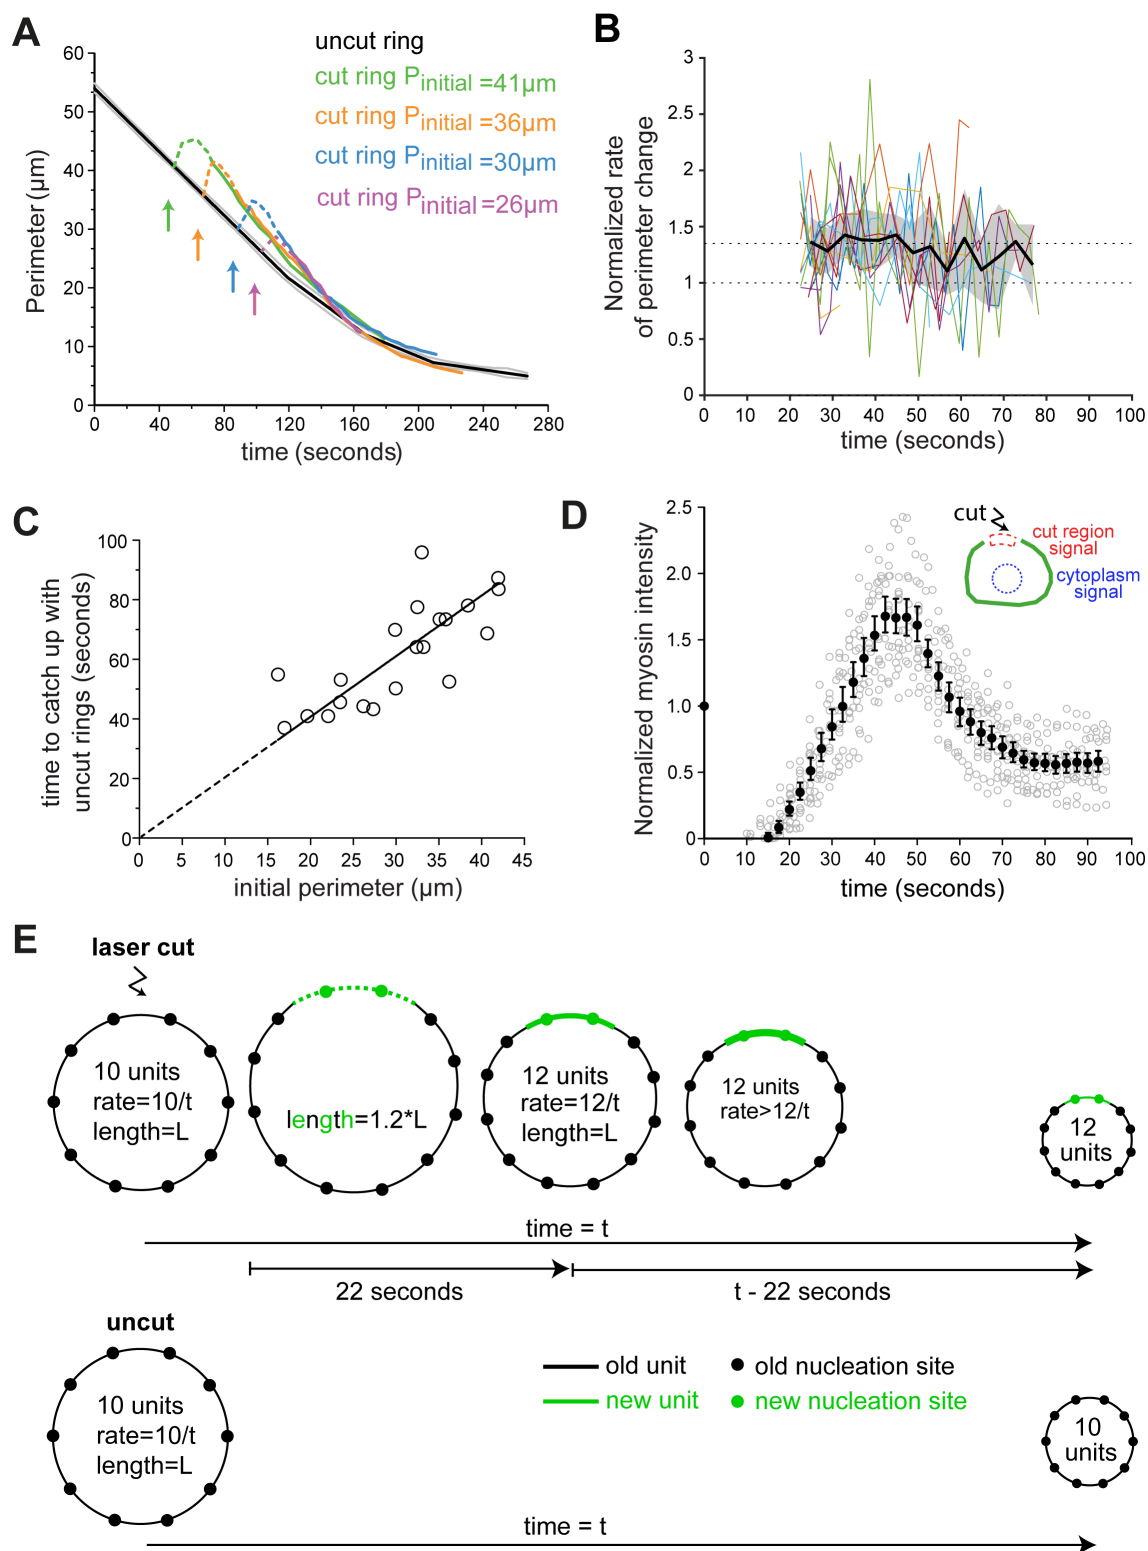 A
uncut ring
cut ring Pinitial =41µm
cut ring Pinitial =36µm
cut ring Pinitial =30µm
cut ring Pinitial =26µm
60
50
40
30
20
10
0
Perimeter (µm)
0 40 80 120 160 200 240 280
time (seconds)
B
3
2.5
2
1.5
1
0.5
0
Normalized rate
of perimeter change
0 10 20 30 40 50 60 70 80 90 100
time (seconds)
C
100
80
60
40
20
0
time to catch up with
uncut rings (seconds)
0 5 10 15 20 25 30 35 40 45
initial perimeter (µm)
D
2.5
2.0
1.5
1.0
0.5
0
Normalized myosin intensity
cut
cut region
signal
cytoplasm
signal
0 10 20 30 40 50 60 70 80 90 100
time (seconds)
E
laser cut
10 units
rate=10/t
length=L
length=1.2*L
12 units
rate=12/t
length=L
12 units
rate>12/t
12
units
time = t
22 seconds
t - 22 seconds
uncut
10 units
rate=10/t
length=L
old unit
old nucleation site
new unit
new nucleation site
10
units
time = t